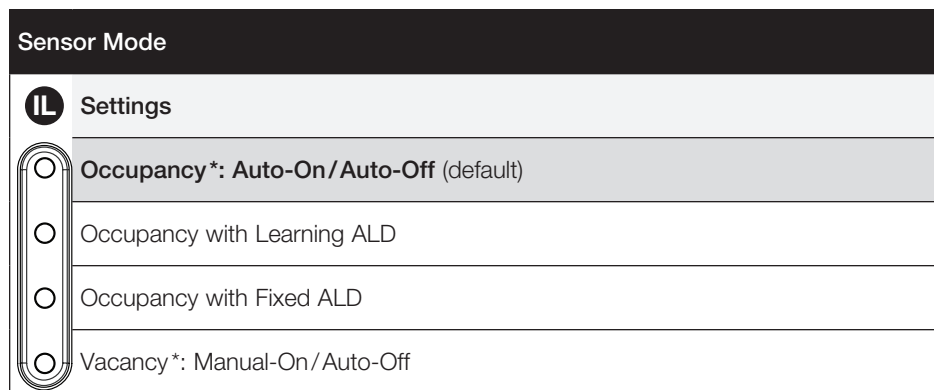 Sensor Mode
IL Settings
Occupancy*: Auto-On/Auto-Off (default)
Occupancy with Learning ALD
Occupancy with Fixed ALD
Vacancy*: Manual-On/Auto-Off